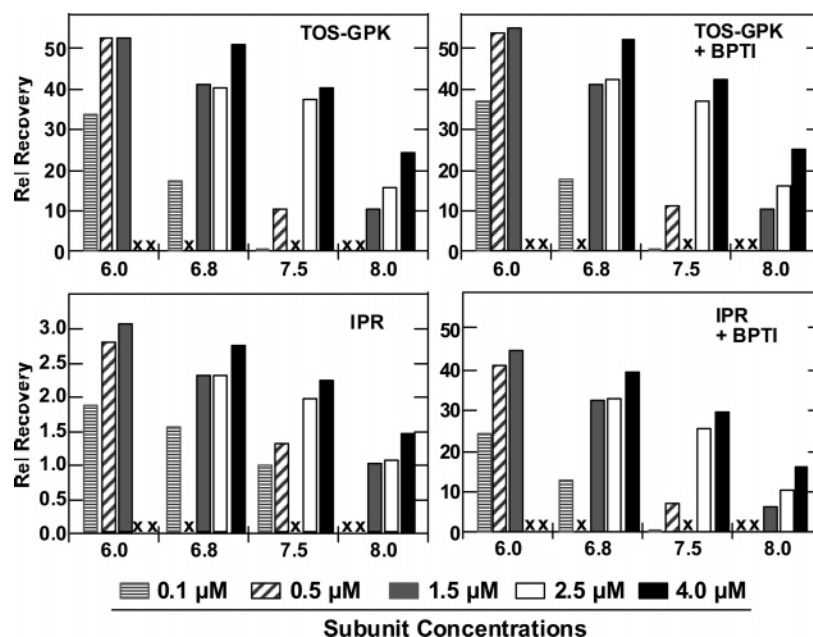 TOS-GPK
Rel Recovery
50
40
30
20
10
0
x x x x x x
6.0 6.8 7.5 8.0
TOS-GPK
+ BPTI
50
40
30
20
10
0
x x x x x x
6.0 6.8 7.5 8.0
IPR
Rel Recovery
3.0
2.5
2.0
1.5
1.0
0.5
0.0
x x x x x x
6.0 6.8 7.5 8.0
IPR
+ BPTI
50
40
30
20
10
0
x x x x x x
6.0 6.8 7.5 8.0
0.1 µM 0.5 µM 1.5 µM 2.5 µM 4.0 µM
Subunit Concentrations